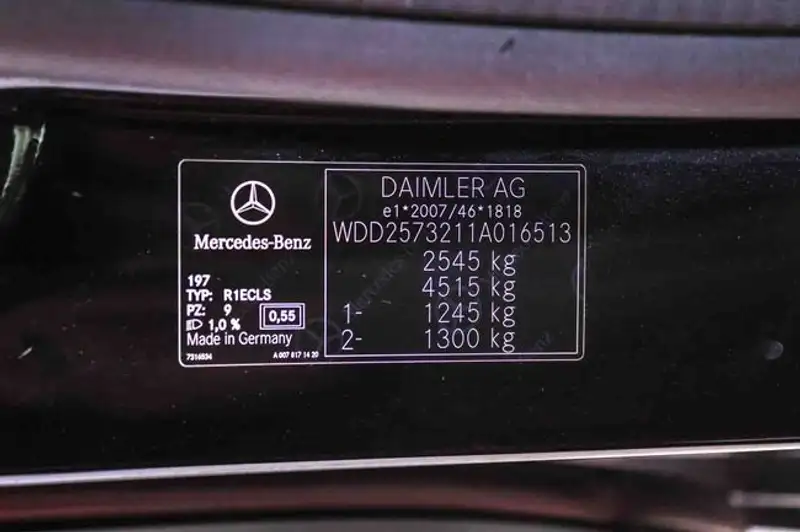 Mercedes-Benz
197
TYP: R1ECLS
PZ: 9
1,0 %
0,55
Made in Germany
7316834
A 007 817 14 20
DAIMLER AG
e1*2007/46*1818
WDD2573211A016513
2545 kg
4515 kg
1- 1245 kg
2- 1300 kg